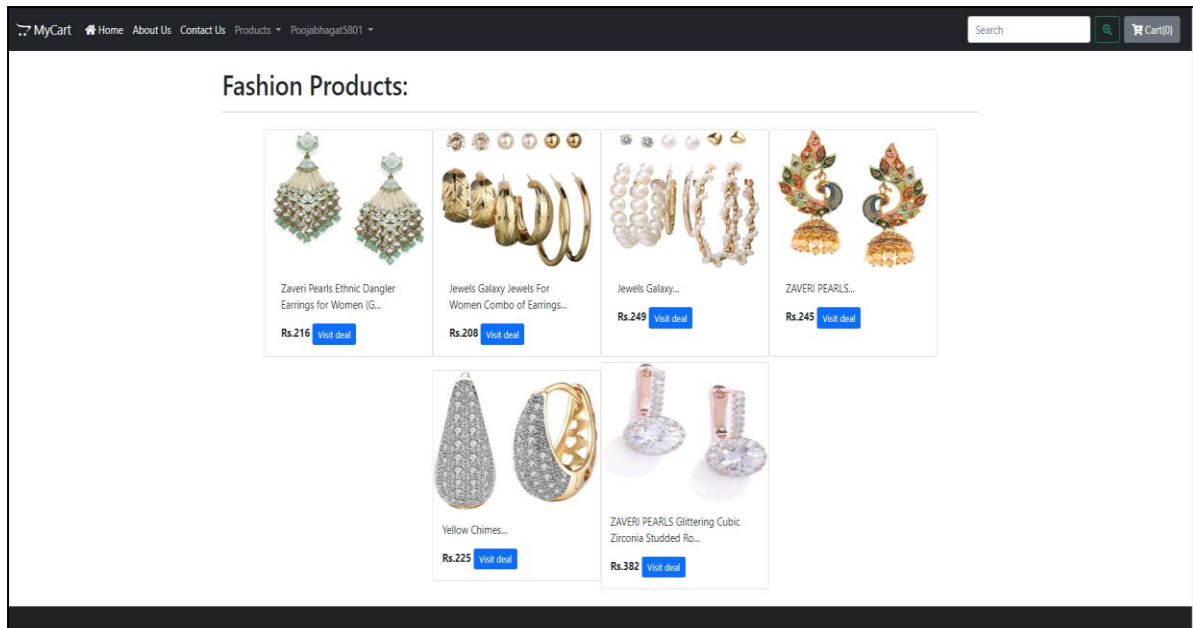 MyCart Home About Us Contact Us Products Poojabhagat5801 Search Cart(0)
Fashion Products:
Zaveri Pearls Ethnic Dangler
Earrings for Women (G...
Rs.216 Visit deal
Jewels Galaxy Jewels For
Women Combo of Earrings...
Rs.208 Visit deal
Jewels Galaxy...
Rs.249 Visit deal
ZAVERI PEARLS...
Rs.245 Visit deal
Yellow Chimes...
Rs.225 Visit deal
ZAVERI PEARLS Glittering Cubic
Zirconia Studded Ro...
Rs.382 Visit deal